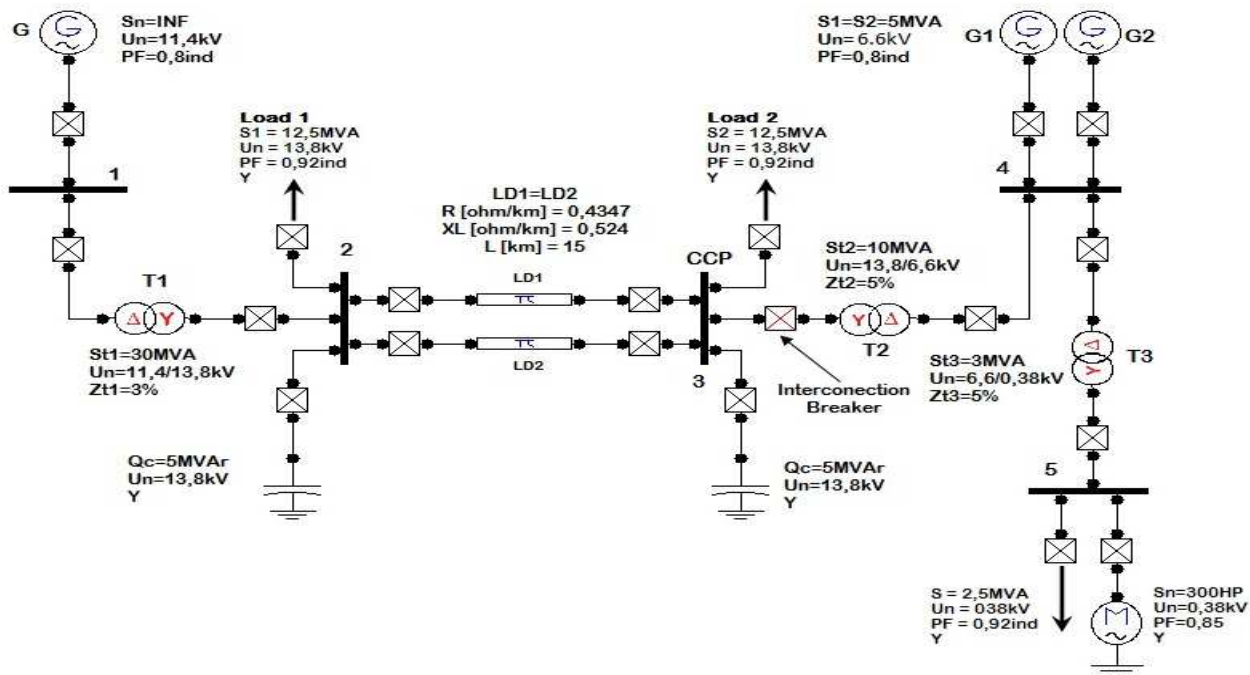 G
G
Sn=INF
Un=11,4kV
PF=0,8ind
1
T1
Δ Y
St1=30MVA
Un=11,4/13,8kV
Zt1=3%
Load 1
S1 = 12,5MVA
Un = 13,8kV
PF = 0,92ind
Y
2
Qc=5MVAr
Un=13,8kV
Y
LD1=LD2
R [ohm/km] = 0,4347
XL [ohm/km] = 0,524
L [km] = 15
LD1
LD2
Load 2
S2 = 12,5MVA
Un = 13,8kV
PF = 0,92ind
Y
CCP
3
Interconection
Breaker
Qc=5MVAr
Un=13,8kV
Y
S1=S2=5MVA
Un= 6.6kV
PF=0,8ind
G1
G
G
G2
4
St2=10MVA
Un=13,8/6,6kV
Zt2=5%
Y Δ
T2
St3=3MVA
Un=6,6/0,38kV
Zt3=5%
Δ
Y
T3
5
S = 2,5MVA
Un = 038kV
PF = 0,92ind
Y
M
Sn=300HP
Un=0,38kV
PF=0,85
Y